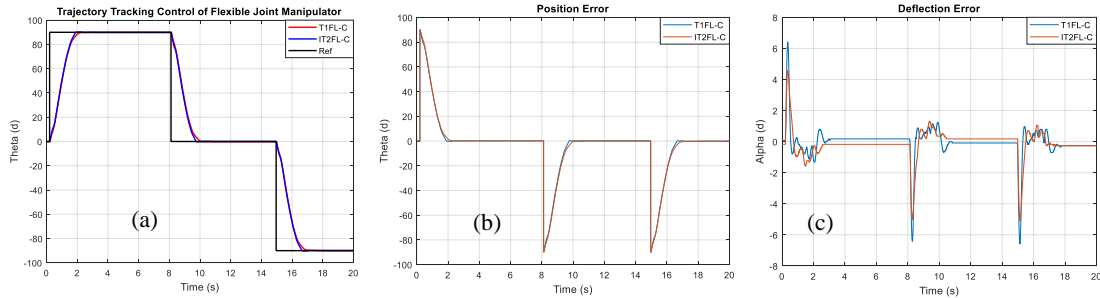 Trajectory Tracking Control of Flexible Joint Manipulator
100
80
60
40
20
0
-20
-40
-60
-80
-100
Theta (d)
0 2 4 6 8 10 12 14 16 18 20
Time (s)
T1FL-C
IT2FL-C
Ref
(a)
Position Error
100
80
60
40
20
0
-20
-40
-60
-80
-100
Theta (d)
0 2 4 6 8 10 12 14 16 18 20
Time (s)
T1FL-C
IT2FL-C
(b)
Deflection Error
8
6
4
2
0
-2
-4
-6
-8
Alpha (d)
0 2 4 6 8 10 12 14 16 18 20
Time (s)
T1FL-C
IT2FL-C
(c)